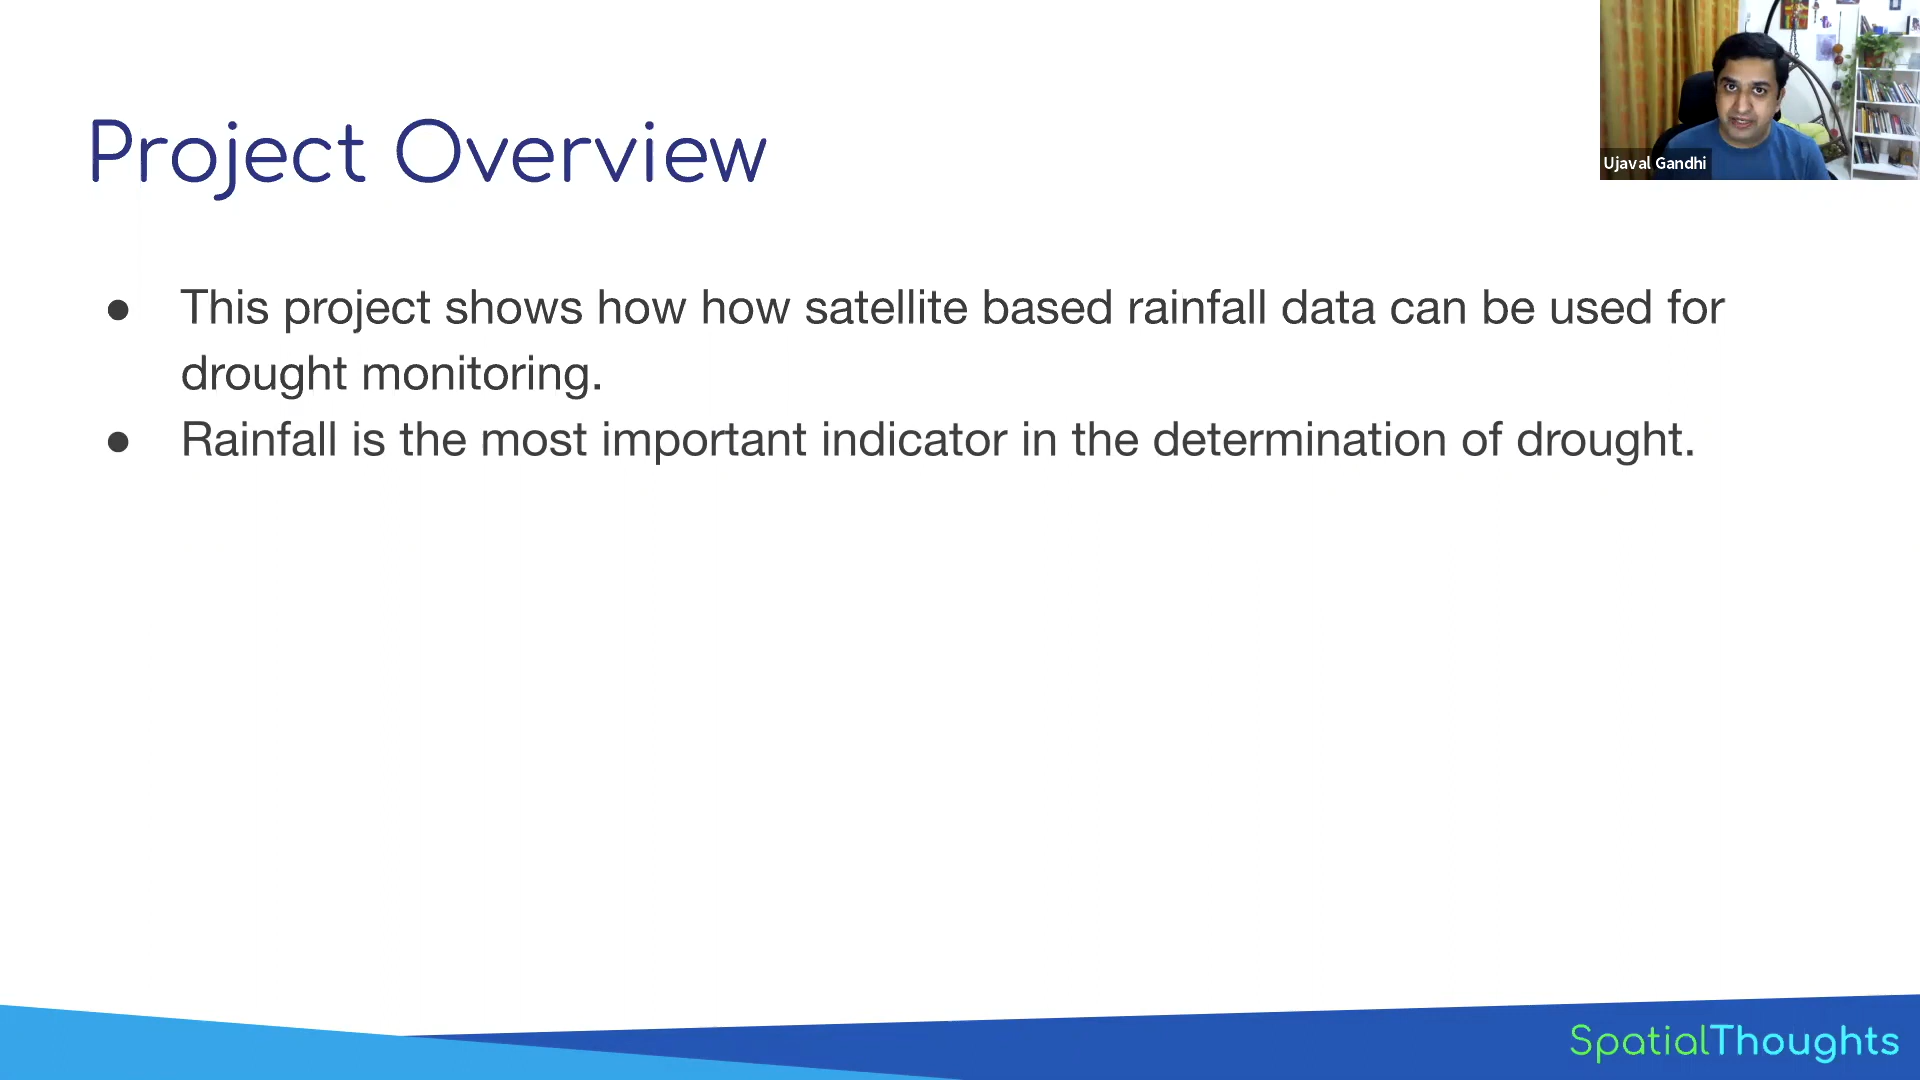 Project Overview
Ujaval Gandhi
● This project shows how how satellite based rainfall data can be used for
drought monitoring.
● Rainfall is the most important indicator in the determination of drought.
SpatialThoughts